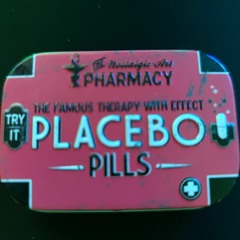 The Nostalgic Art
PHARMACY
THE FAMOUS THERAPY WITH EFFECT
TRY IT
PLACEBO
PILLS